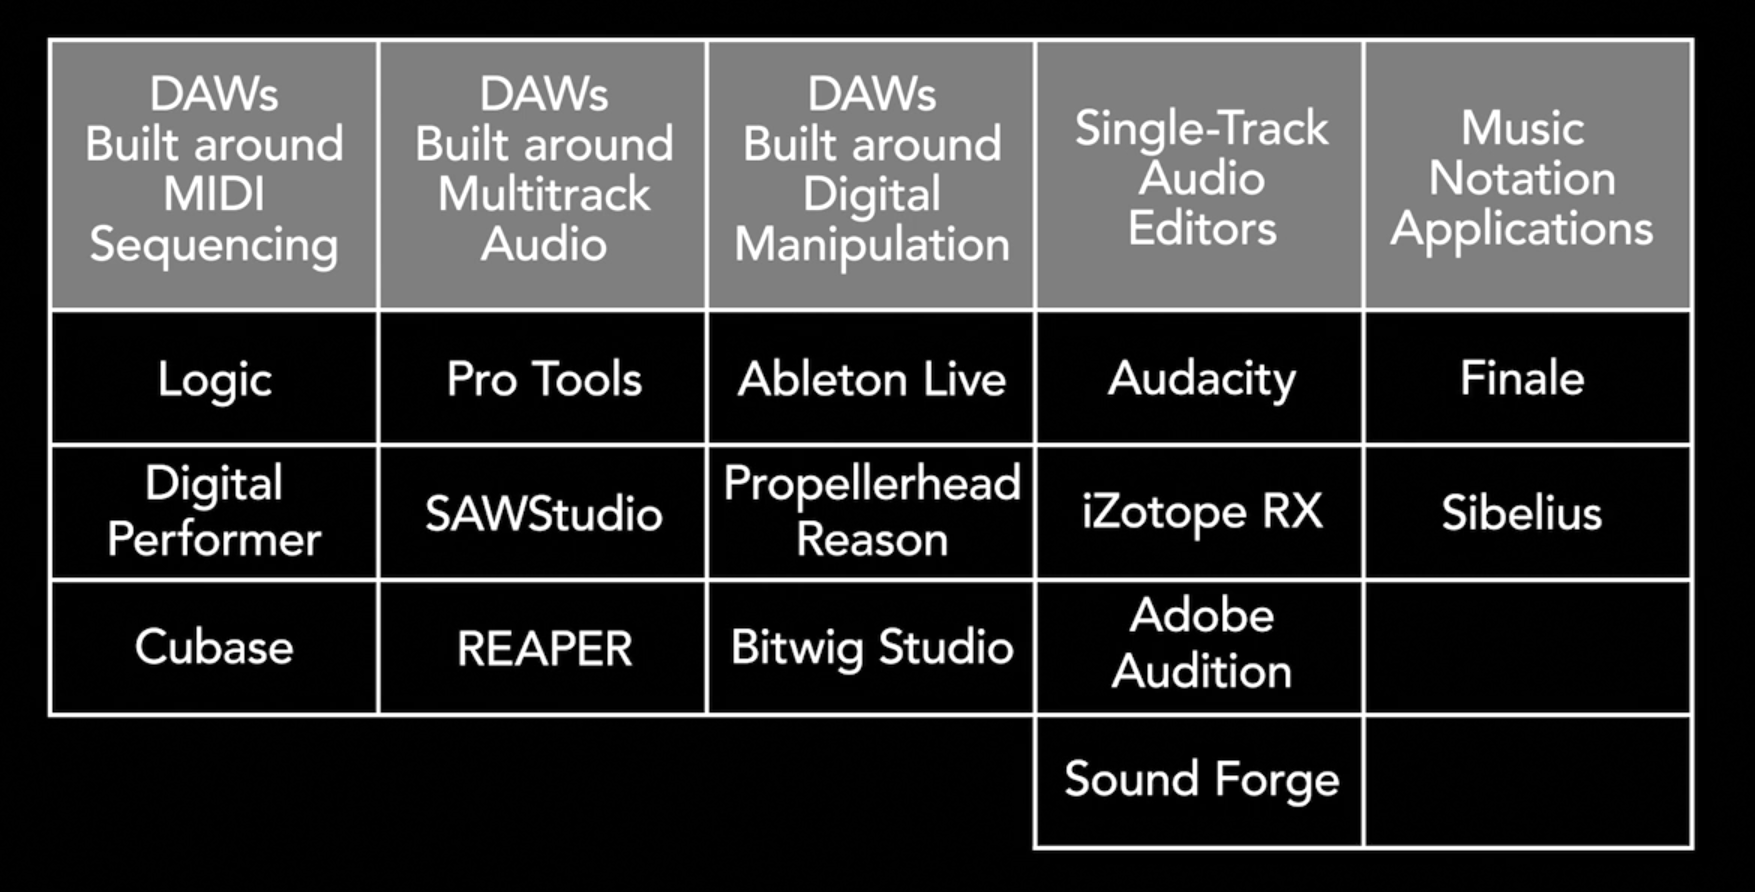 DAWs
Built around
MIDI
Sequencing
DAWs
Built around
Multitrack
Audio
DAWs
Built around
Digital
Manipulation
Single-Track
Audio
Editors
Music
Notation
Applications
Logic
Pro Tools
Ableton Live
Audacity
Finale
Digital
Performer
SAWStudio
Propellerhead
Reason
iZotope RX
Sibelius
Cubase
REAPER
Bitwig Studio
Adobe
Audition
Sound Forge